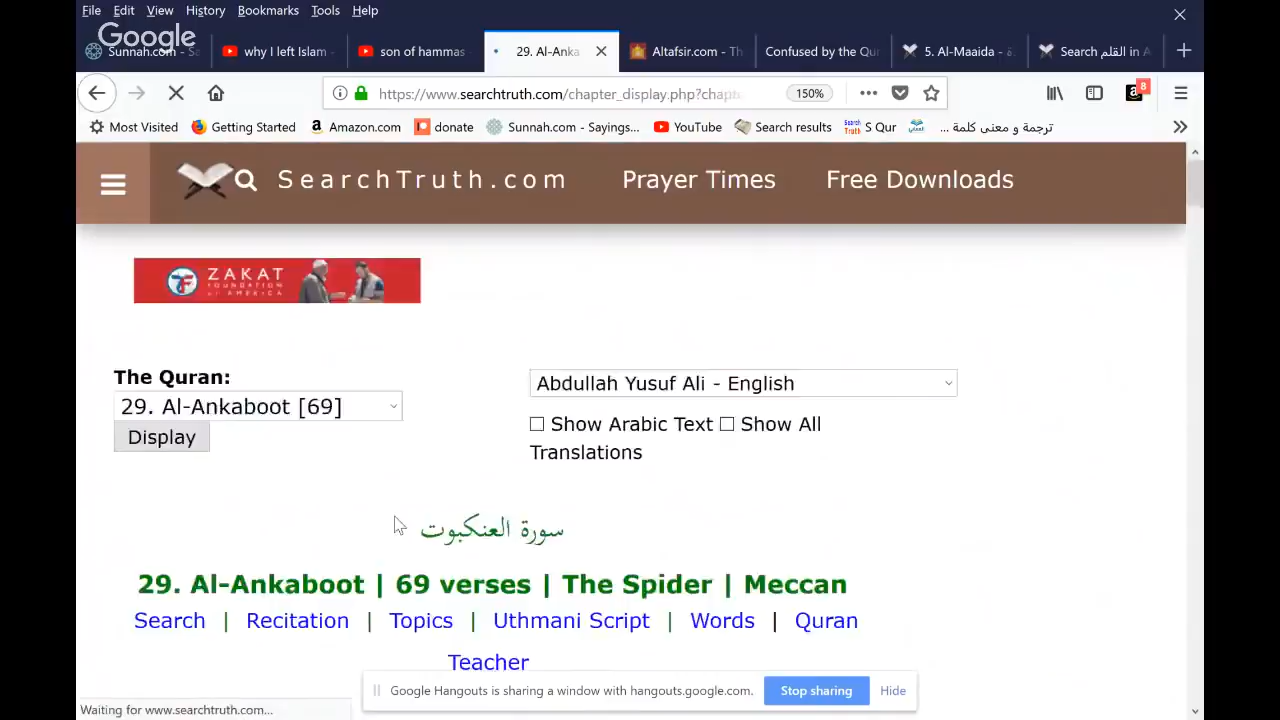 File Edit View History Bookmarks Tools Help
Google
Sunnah.com - Sa
why I left Islam
son of hammas
29. Al-Anka
Altafsir.com - Th
Confused by the Qur
5. Al-Maaida -
Search القلم in A
https://www.searchtruth.com/chapter_display.php?chapt
150%
8
Most Visited
Getting Started
Amazon.com
donate
Sunnah.com - Sayings...
YouTube
Search results
Search Truth
S Qur
ترجمة و معنى كلمة ...
SearchTruth.com
Prayer Times
Free Downloads
ZAKAT
FOUNDATION
OF AMERICA
The Quran:
29. Al-Ankaboot [69]
Display
Abdullah Yusuf Ali - English
Show Arabic Text Show All
Translations
سورة العنكبوت
29. Al-Ankaboot | 69 verses | The Spider | Meccan
Search | Recitation | Topics | Uthmani Script | Words | Quran
Teacher
Google Hangouts is sharing a window with hangouts.google.com.
Stop sharing
Hide
Waiting for www.searchtruth.com...